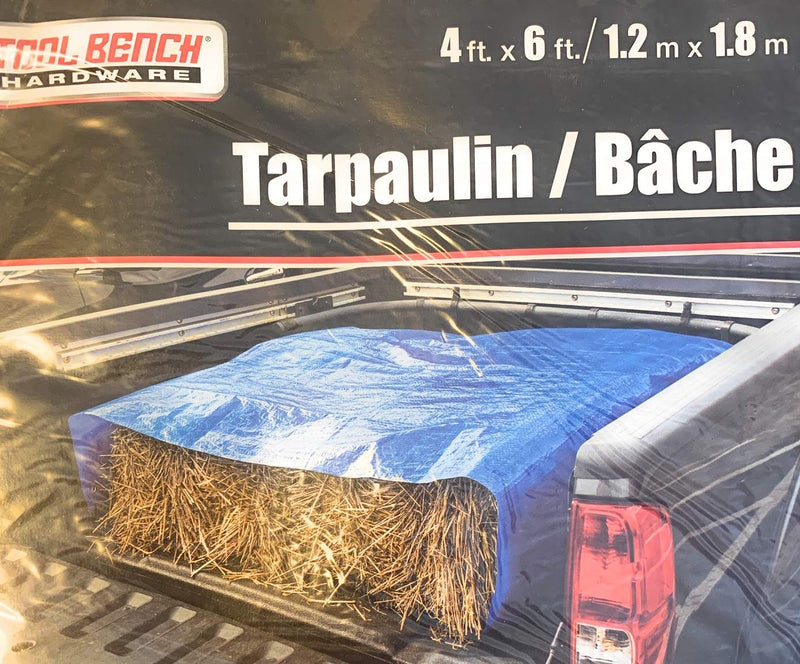 TOOL BENCH®
HARDWARE
4 ft. x 6 ft./1.2 m x 1.8 m
Tarpaulin / Bâche